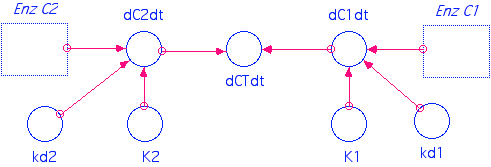 Enz C2
dC2dt
dC1dt
Enz C1
dCTdt
kd2
K2
K1
kd1